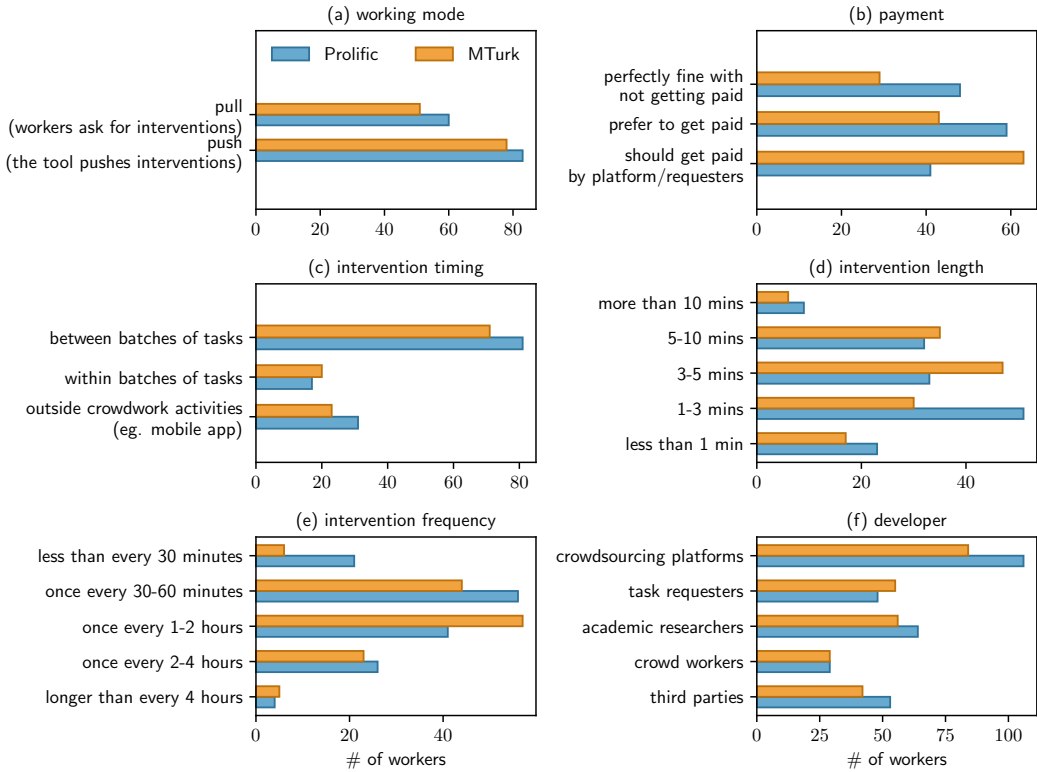 (a) working mode
Prolific
MTurk
pull
(workers ask for interventions)
push
(the tool pushes interventions)
0 20 40 60 80
(b) payment
perfectly fine with
not getting paid
prefer to get paid
should get paid
by platform/requesters
0 20 40 60
(c) intervention timing
between batches of tasks
within batches of tasks
outside crowdwork activities
(eg. mobile app)
0 20 40 60 80
(d) intervention length
more than 10 mins
5-10 mins
3-5 mins
1-3 mins
less than 1 min
0 20 40
(e) intervention frequency
less than every 30 minutes
once every 30-60 minutes
once every 1-2 hours
once every 2-4 hours
longer than every 4 hours
0 20 40
# of workers
(f) developer
crowdsourcing platforms
task requesters
academic researchers
crowd workers
third parties
0 25 50 75 100
# of workers